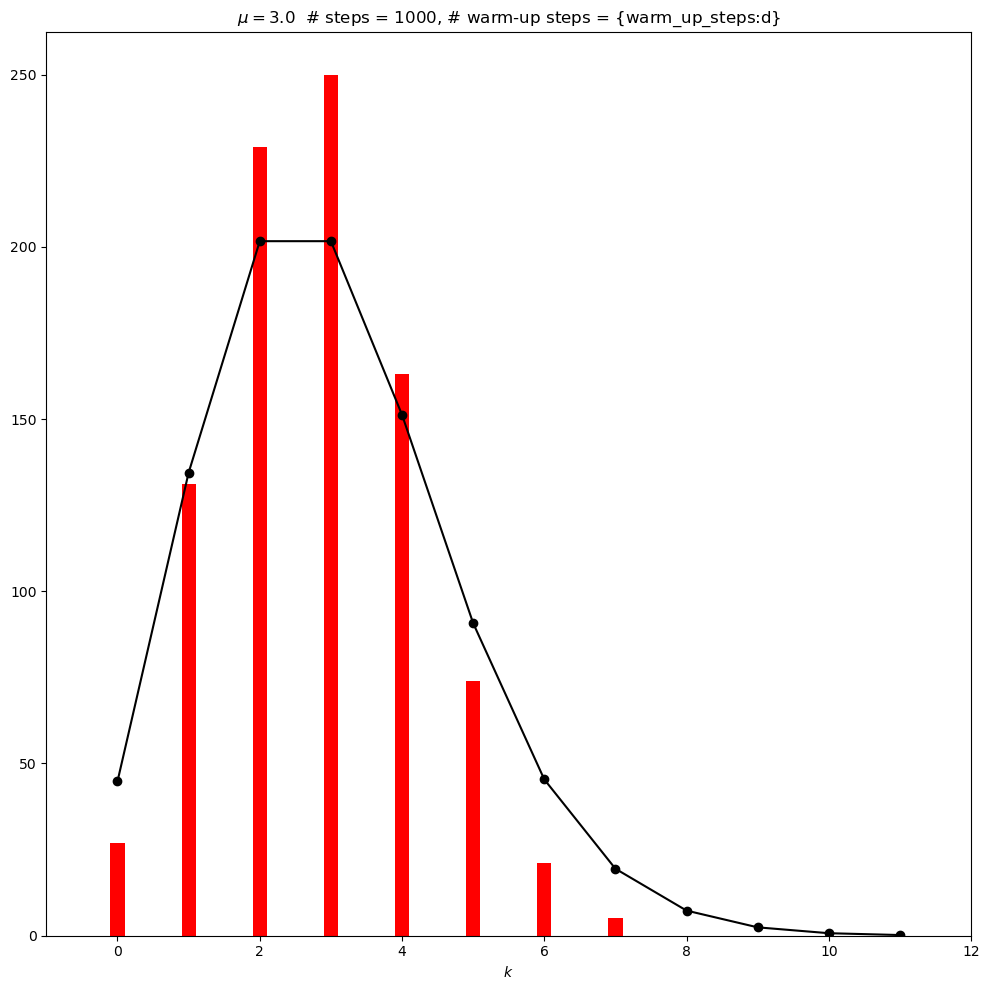 μ = 3.0  # steps = 1000, # warm-up steps = {warm_up_steps:d}
250
200
150
100
50
0
0 2 4 6 8 10 12
k